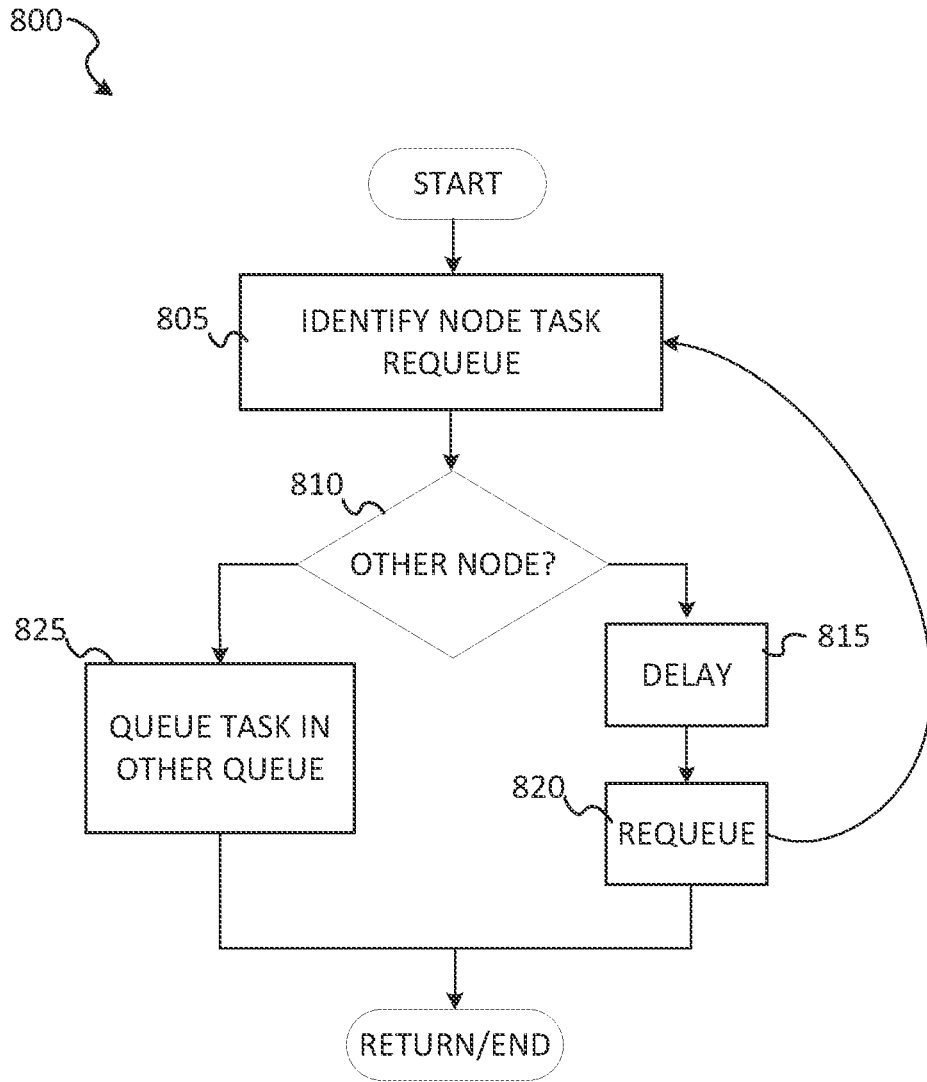 800
START
805
IDENTIFY NODE TASK
REQUEUE
810
OTHER NODE?
825
815
DELAY
QUEUE TASK IN
OTHER QUEUE
820
REQUEUE
RETURN/END